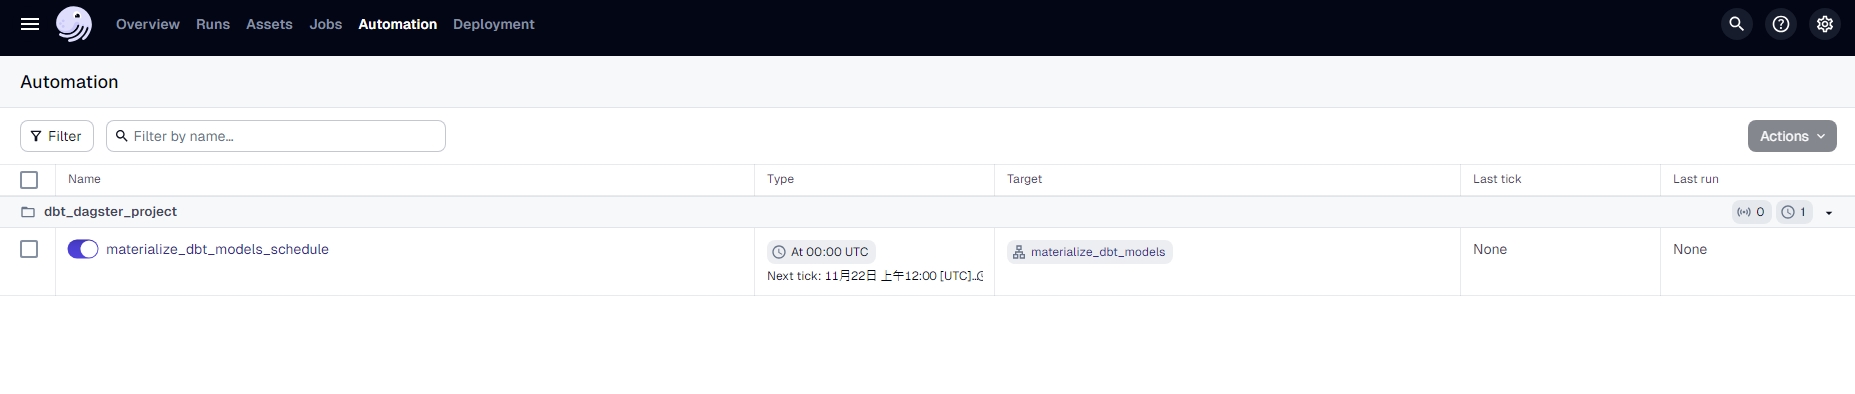 Overview Runs Assets Jobs Automation Deployment
Automation
Filter Filter by name… Actions
Name Type Target Last tick Last run
dbt_dagster_project 0 1
materialize_dbt_models_schedule At 00:00 UTC materialize_dbt_models None None
Next tick: 11月22日 上午12:00 [UTC]…